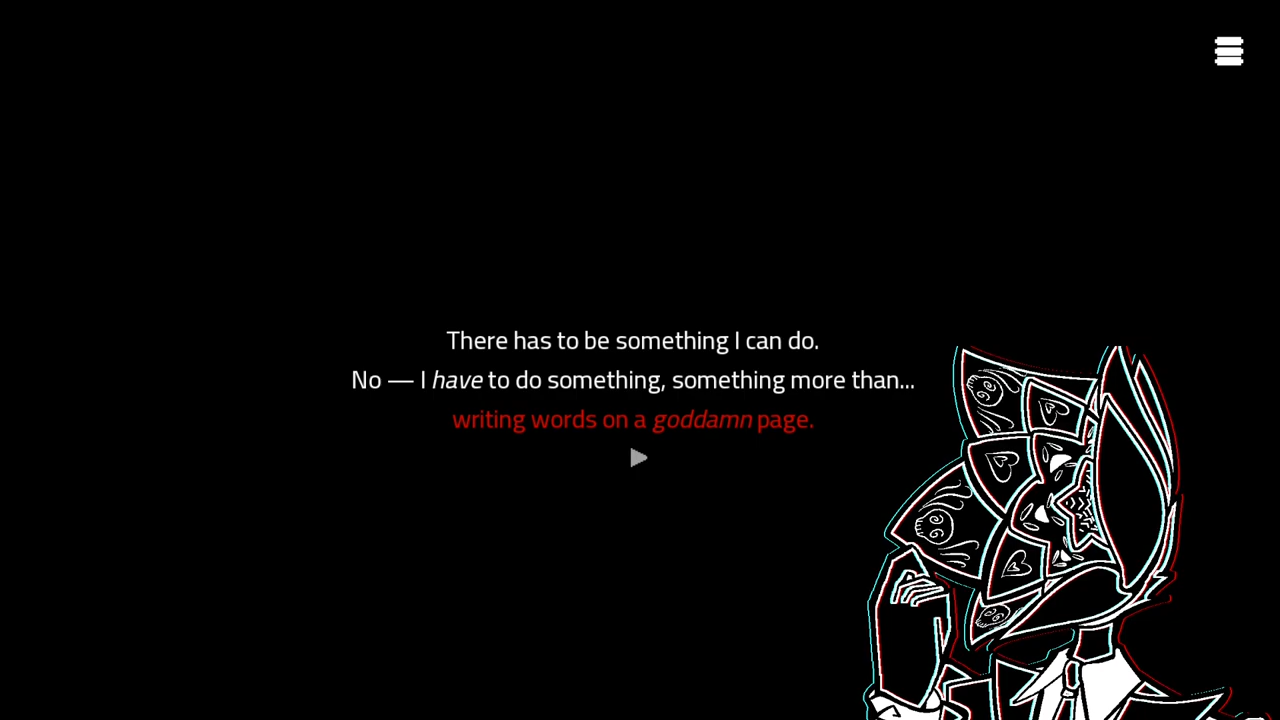 There has to be something I can do.
No — I have to do something, something more than...
writing words on a goddamn page.